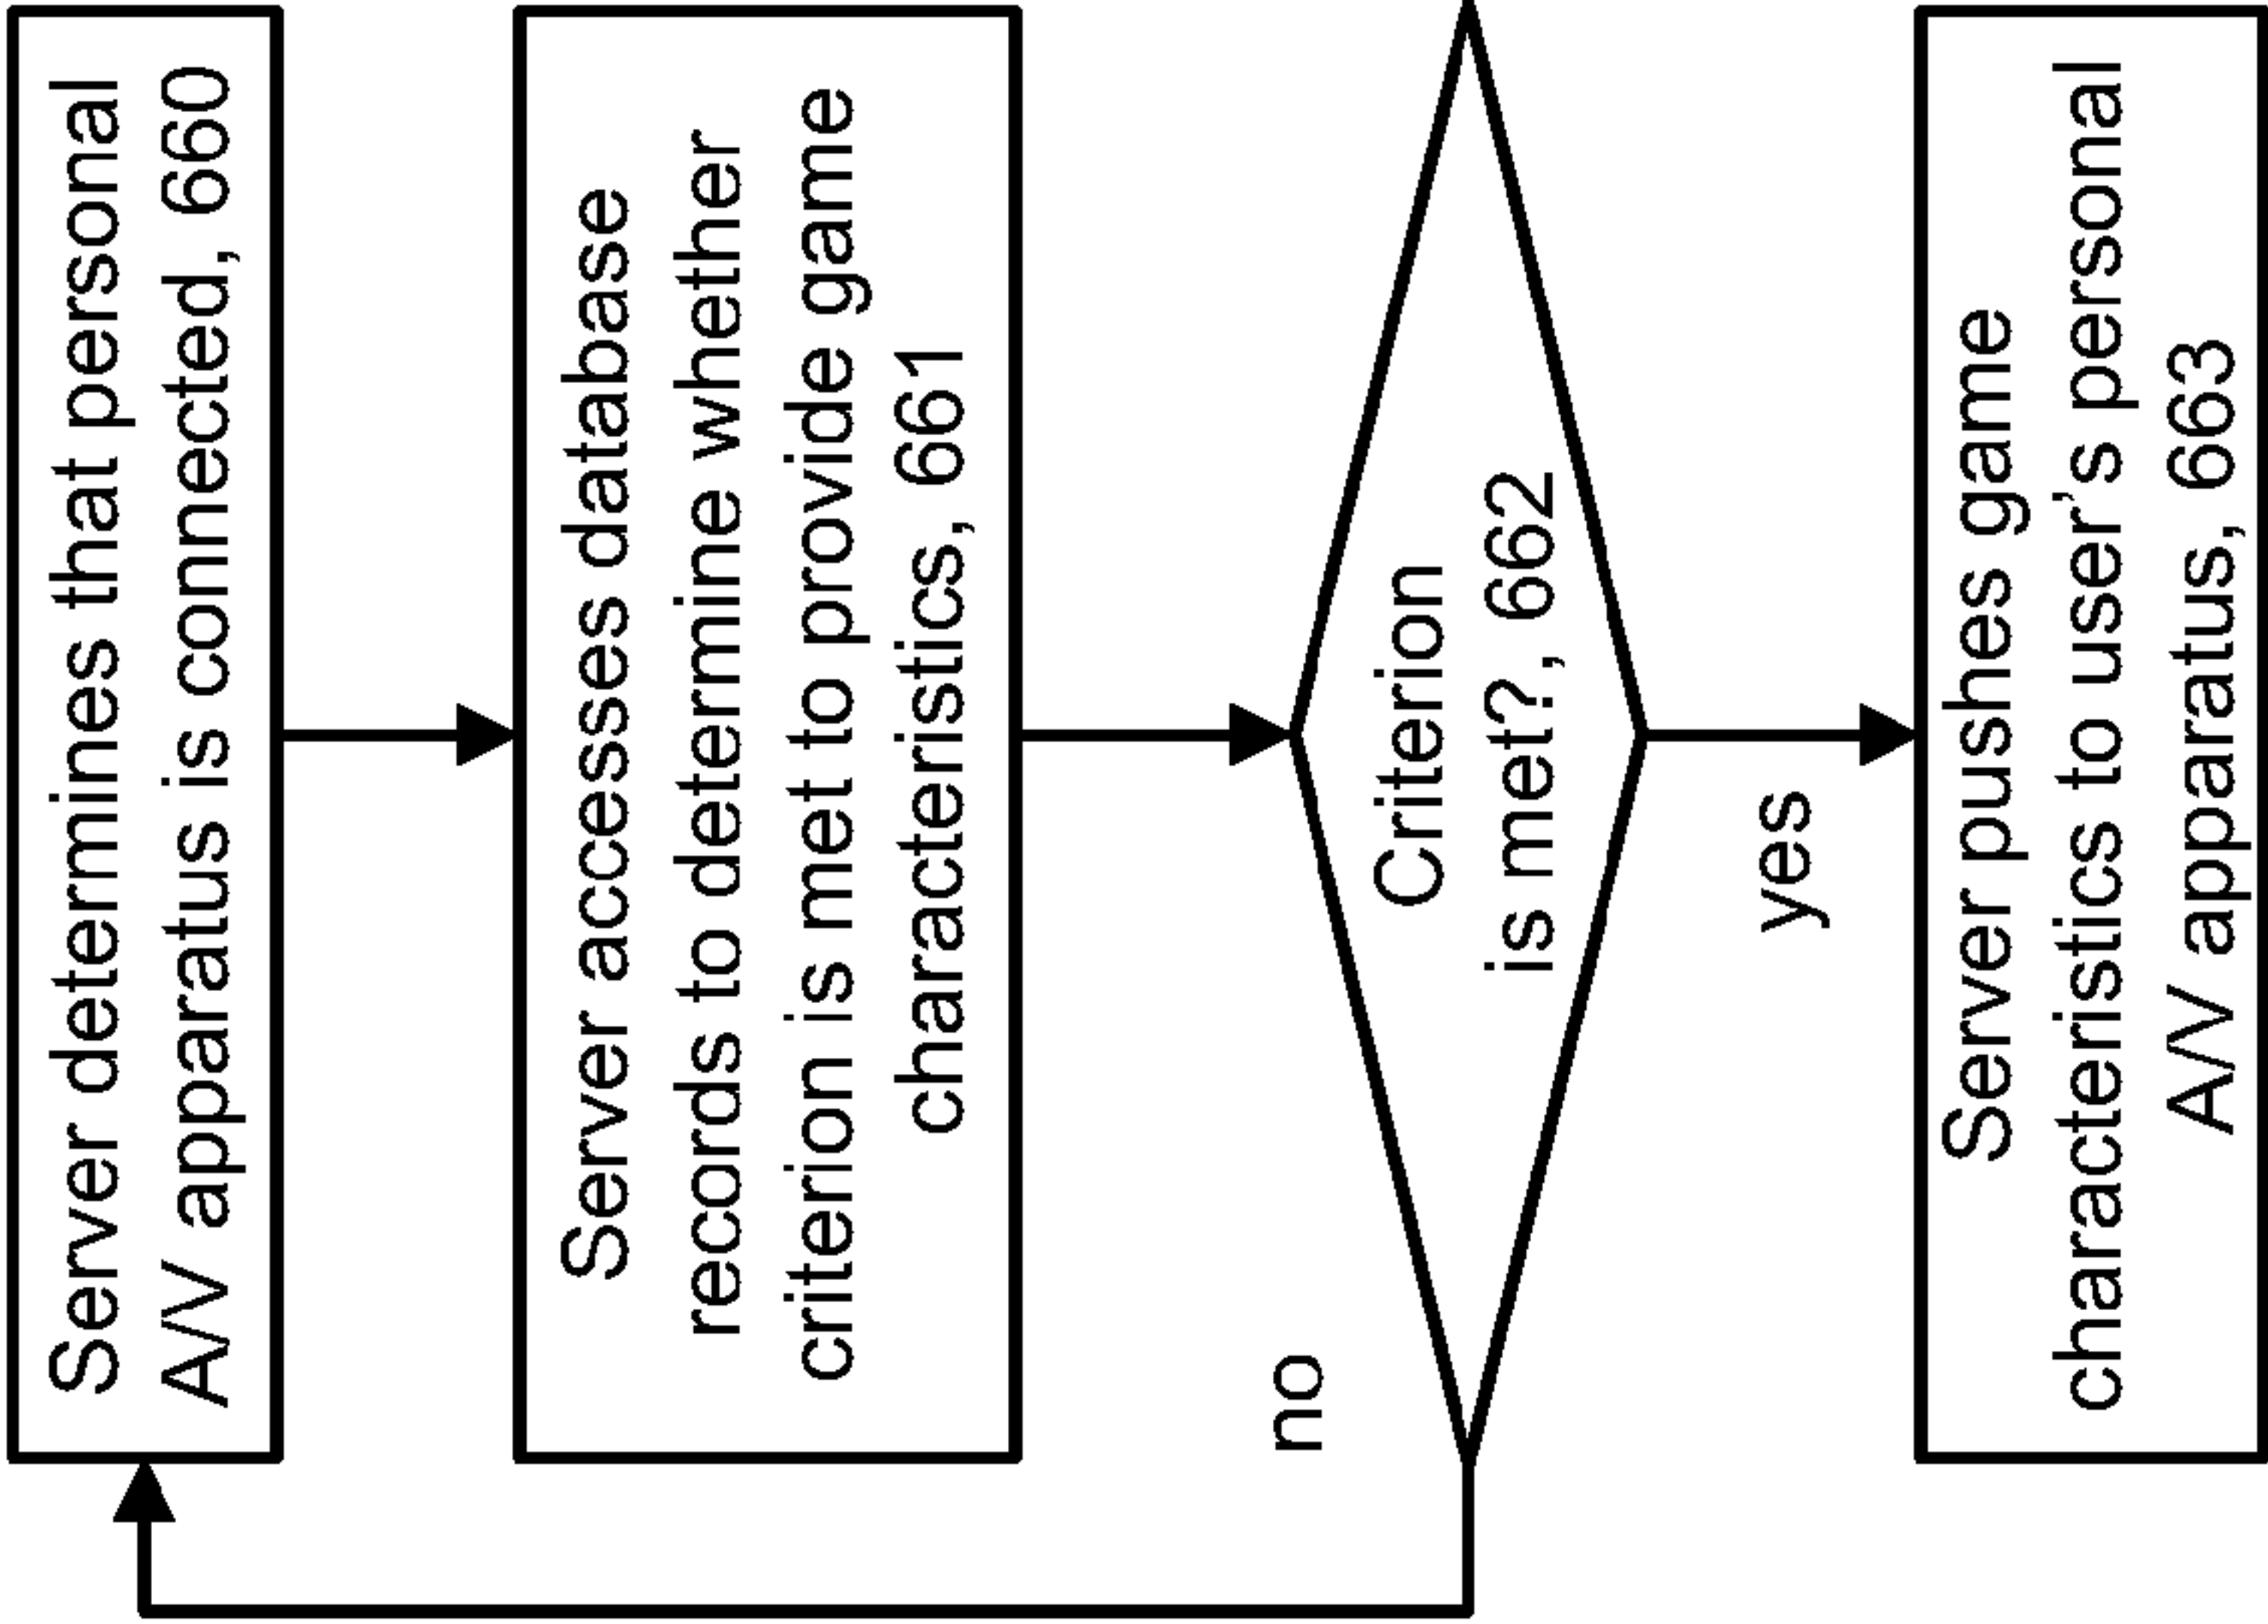 Server determines that personal
A/V apparatus is connected, 660
Server accesses database
records to determine whether
criterion is met to provide game
characteristics, 661
no
Criterion
is met?, 662
yes
Server pushes game
characteristics to user's personal
A/V apparatus, 663